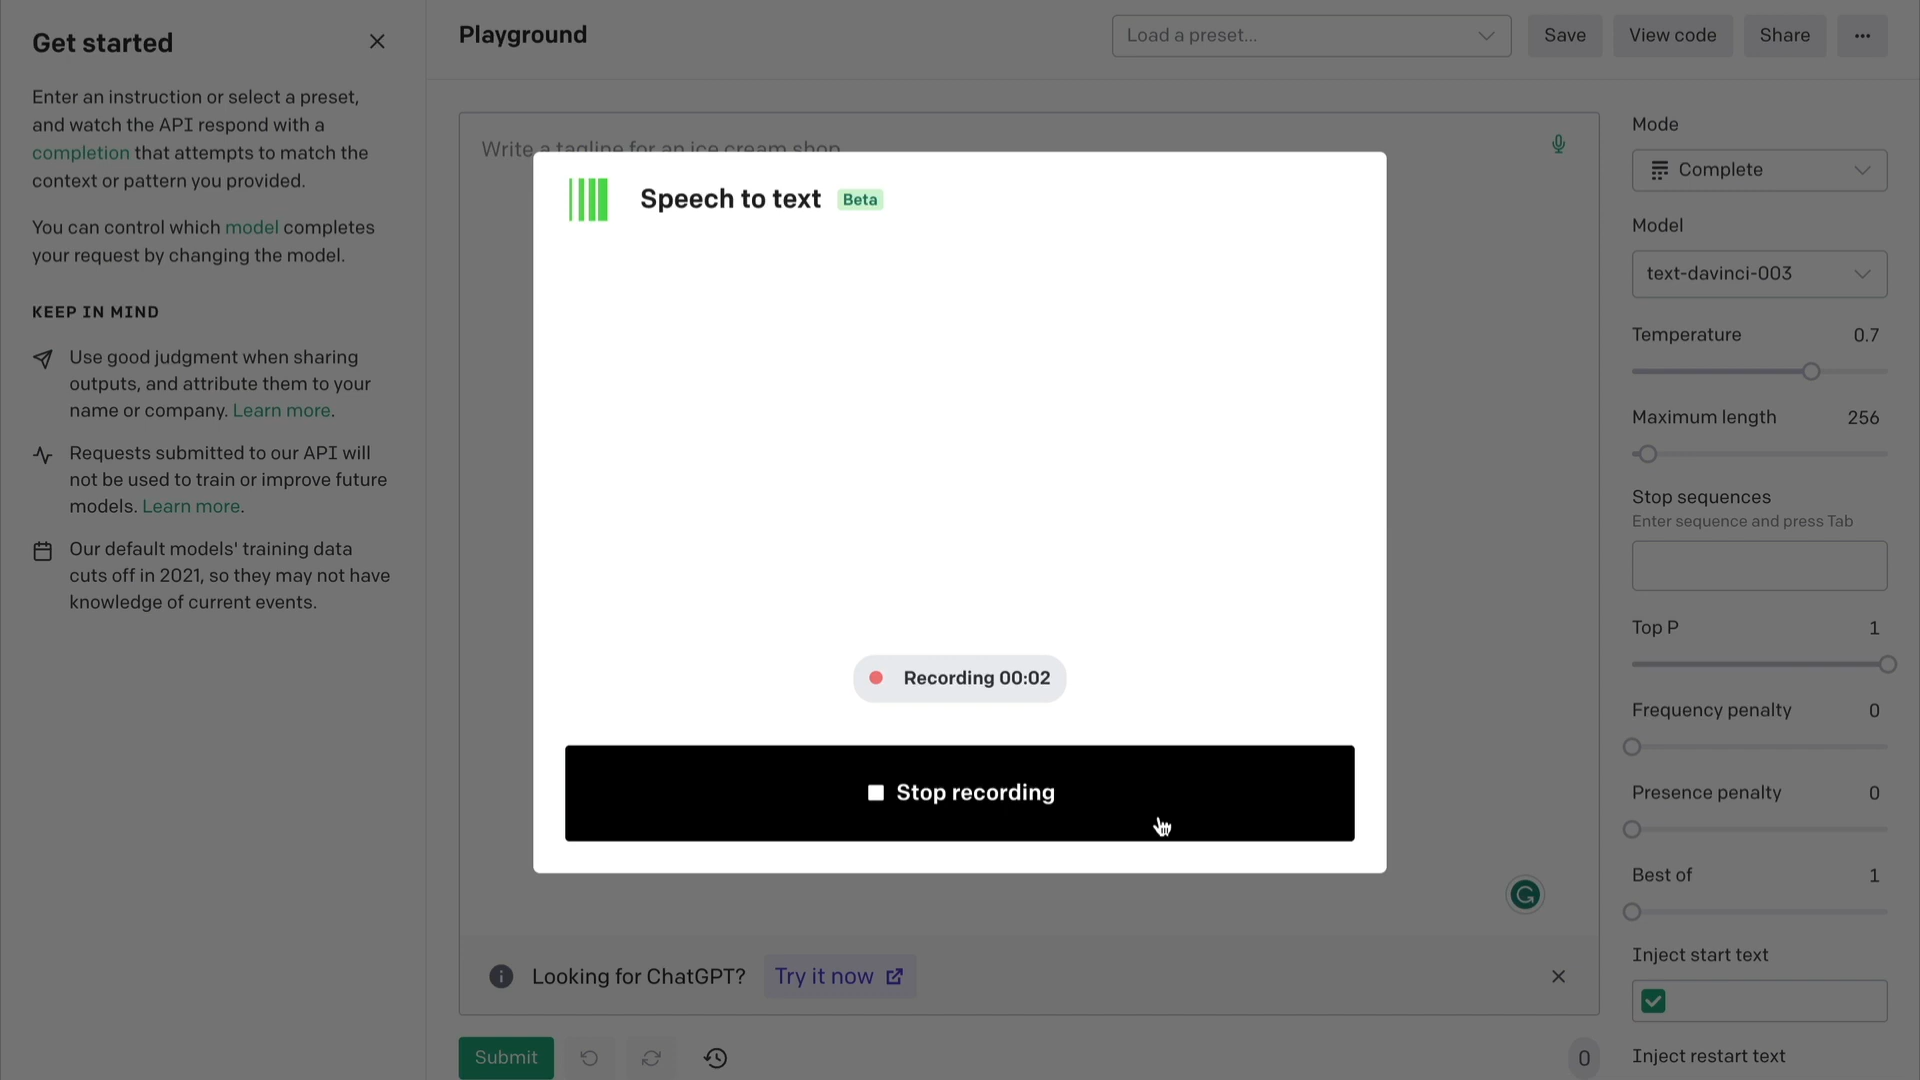 Get started
Enter an instruction or select a preset,
and watch the API respond with a
completion that attempts to match the
context or pattern you provided.
You can control which model completes
your request by changing the model.
KEEP IN MIND
Use good judgment when sharing
outputs, and attribute them to your
name or company. Learn more.
Requests submitted to our API will
not be used to train or improve future
models. Learn more.
Our default models' training data
cuts off in 2021, so they may not have
knowledge of current events.
Playground
Load a preset...
Save
View code
Share
Write a tagline for an ice cream shop
Speech to text
Beta
Recording 00:02
Stop recording
Looking for ChatGPT?
Try it now
Submit
0
Mode
Complete
Model
text-davinci-003
Temperature 0.7
Maximum length 256
Stop sequences
Enter sequence and press Tab
Top P 1
Frequency penalty 0
Presence penalty 0
Best of 1
Inject start text
Inject restart text